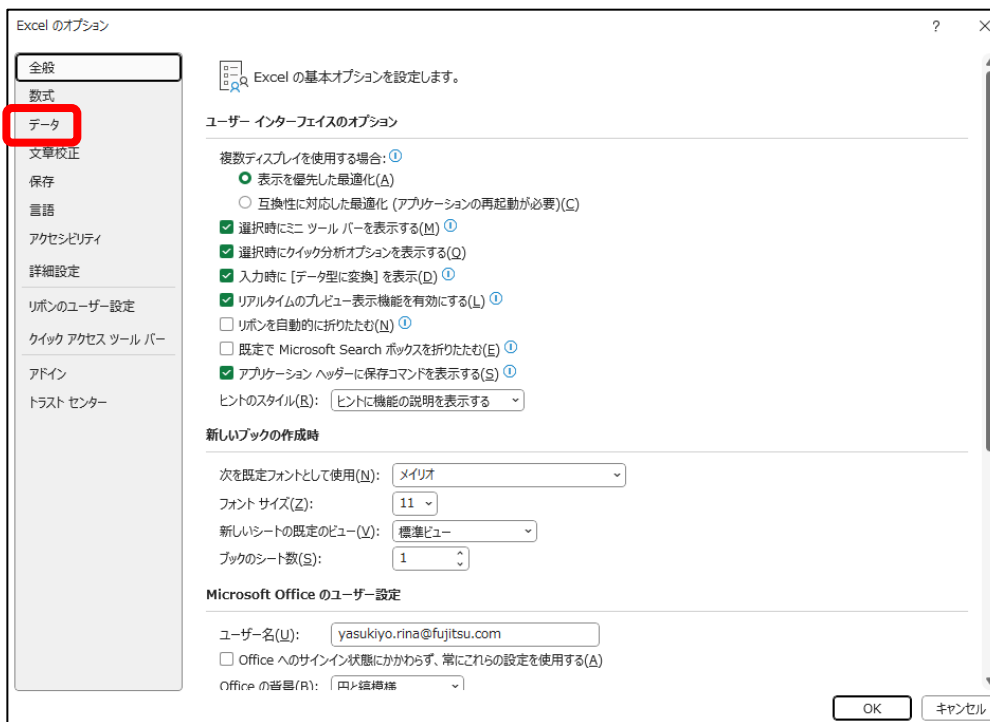 Excel のオプション
?
全般
数式
データ
文章校正
保存
言語
アクセシビリティ
詳細設定
リボンのユーザー設定
クイック アクセス ツール バー
アドイン
トラスト センター
Excel の基本オプションを設定します。
ユーザー インターフェイスのオプション
複数ディスプレイを使用する場合:
表示を優先した最適化(A)
互換性に対応した最適化 (アプリケーションの再起動が必要)(C)
選択時にミニ ツール バーを表示する(M)
選択時にクイック分析オプションを表示する(Q)
入力時に [データ型に変換] を表示(D)
リアルタイムのプレビュー表示機能を有効にする(L)
リボンを自動的に折りたたむ(N)
既定で Microsoft Search ボックスを折りたたむ(E)
アプリケーション ヘッダーに保存コマンドを表示する(S)
ヒントのスタイル(R): ヒントに機能の説明を表示する
新しいブックの作成時
次を既定フォントとして使用(N): メイリオ
フォント サイズ(Z): 11
新しいシートの既定のビュー(V): 標準ビュー
ブックのシート数(S): 1
Microsoft Office のユーザー設定
ユーザー名(U): yasukiyo.rina@fujitsu.com
Office へのサインイン状態にかかわらず、常にこれらの設定を使用する(A)
Office の背景(B): 円と縞模様
OK キャンセル